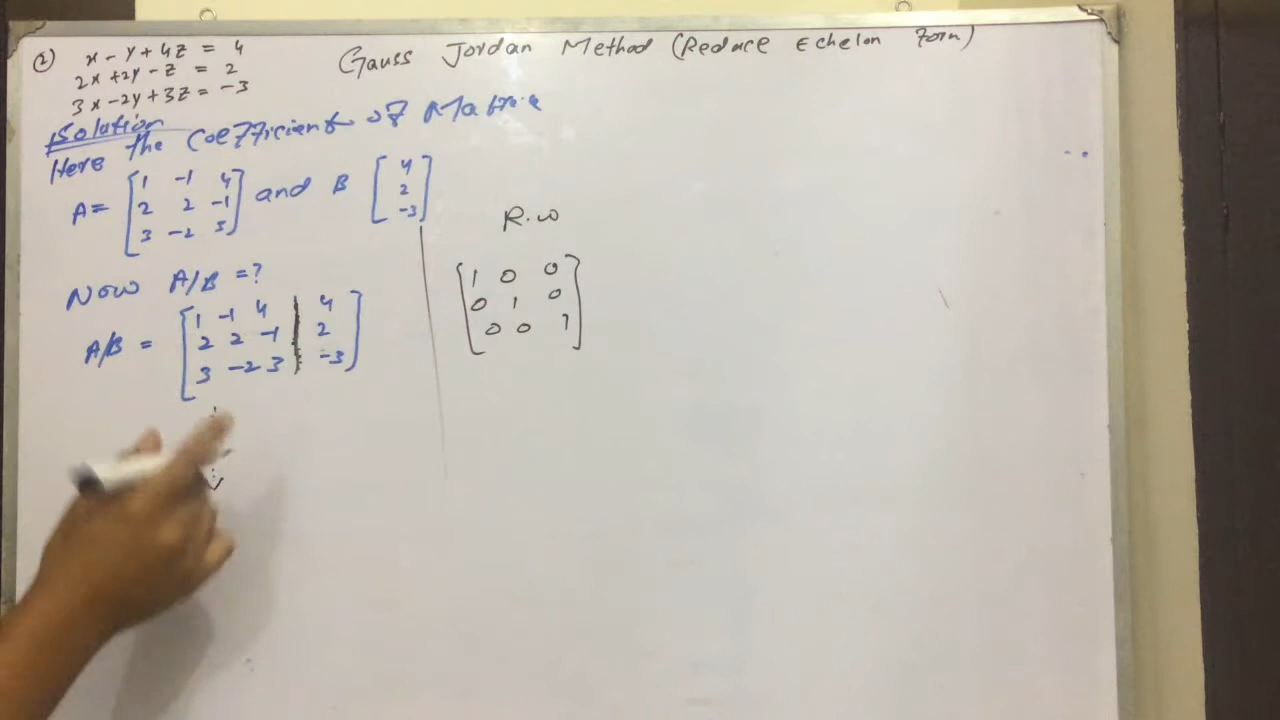 ② x - y + 4z = 4
2x + 2y - z = 2
3x - 2y + 3z = -3
Gauss Jordan Method (Reduce Echelon Form)
Solution
Here the Coefficient of Matrix
A = [1 -1 4
2 2 -1
3 -2 3] and B [4
2
-3]
Now A/B = ?
A/B = [1 -1 4 | 4
2 2 -1 | 2
3 -2 3 | -3]
R.w
[1 0 0
0 1 0
0 0 1]